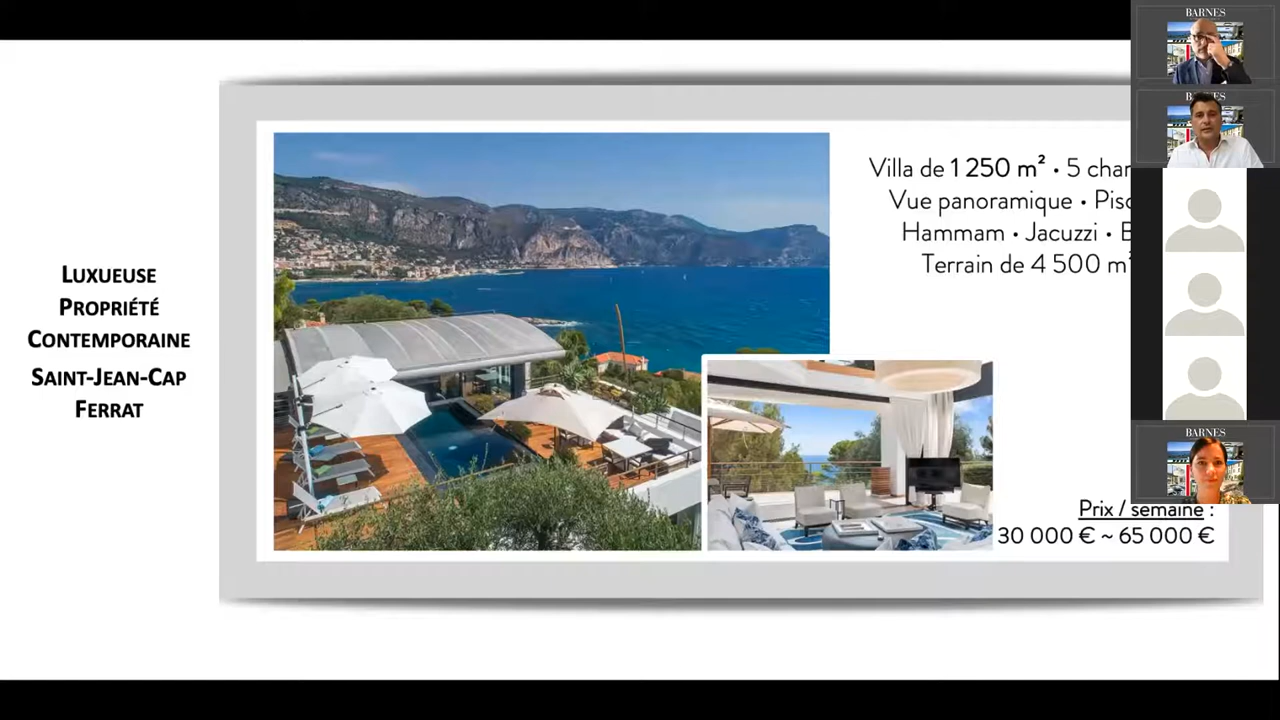 LUXUEUSE
PROPRIÉTÉ
CONTEMPORAINE
SAINT-JEAN-CAP
FERRAT
Villa de 1 250 m² • 5
Vue panoramique •
Hammam • Jacuzzi •
Terrain de 4 500 m²
Prix / semaine :
30 000 € ~ 65 000 €
BARNES
BARNES
BARNES